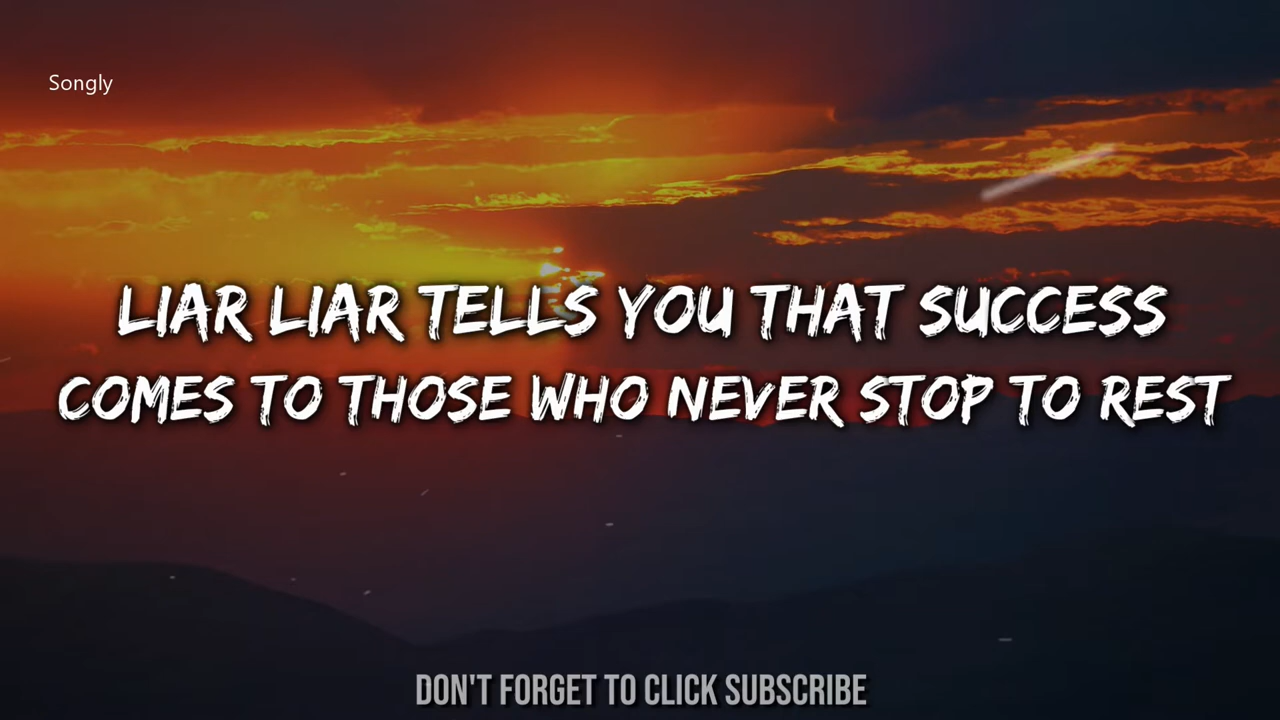 Songly
LIAR LIAR TELLS YOU THAT SUCCESS
COMES TO THOSE WHO NEVER STOP TO REST
DON'T FORGET TO CLICK SUBSCRIBE